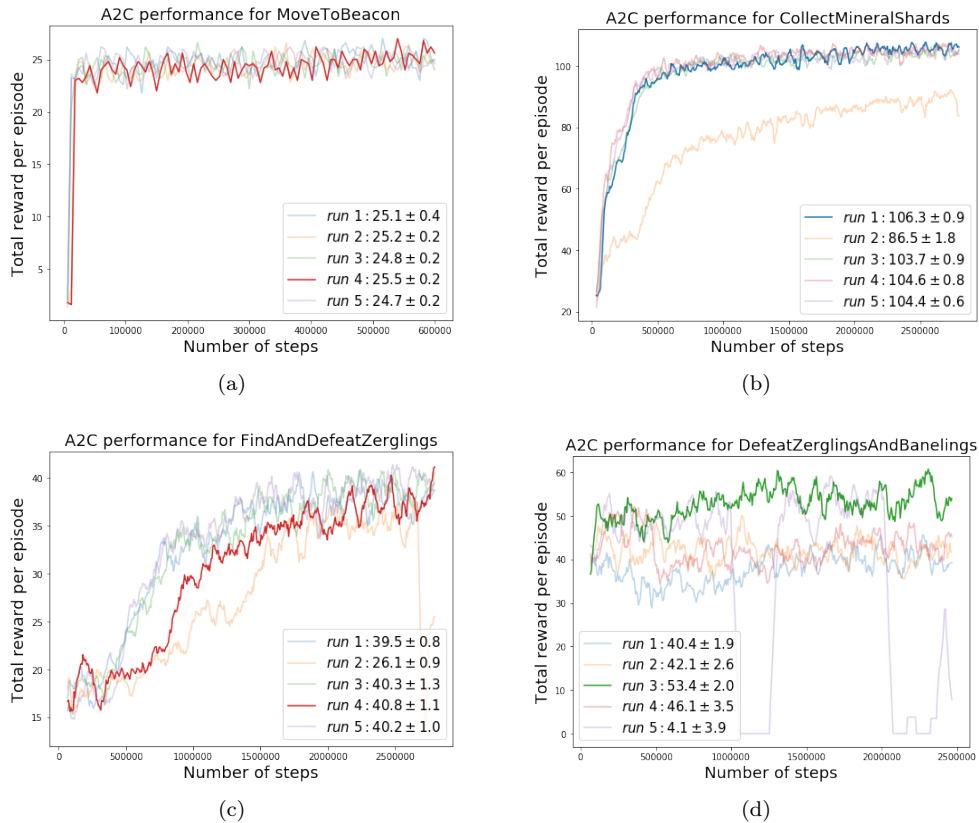 A2C performance for MoveToBeacon
Total reward per episode
25
20
15
10
5
0
100000
200000
300000
400000
500000
600000
Number of steps
run 1 : 25.1 ± 0.4
run 2 : 25.2 ± 0.2
run 3 : 24.8 ± 0.2
run 4 : 25.5 ± 0.2
run 5 : 24.7 ± 0.2
(a)
A2C performance for CollectMineralShards
Total reward per episode
100
80
60
40
20
0
500000
1000000
1500000
2000000
2500000
Number of steps
run 1 : 106.3 ± 0.9
run 2 : 86.5 ± 1.8
run 3 : 103.7 ± 0.9
run 4 : 104.6 ± 0.8
run 5 : 104.4 ± 0.6
(b)
A2C performance for FindAndDefeatZerglings
Total reward per episode
40
35
30
25
20
15
0
500000
1000000
1500000
2000000
2500000
Number of steps
run 1 : 39.5 ± 0.8
run 2 : 26.1 ± 0.9
run 3 : 40.3 ± 1.3
run 4 : 40.8 ± 1.1
run 5 : 40.2 ± 1.0
(c)
A2C performance for DefeatZerglingsAndBanelings
Total reward per episode
60
50
40
30
20
10
0
0
500000
1000000
1500000
2000000
2500000
Number of steps
run 1 : 40.4 ± 1.9
run 2 : 42.1 ± 2.6
run 3 : 53.4 ± 2.0
run 4 : 46.1 ± 3.5
run 5 : 4.1 ± 3.9
(d)